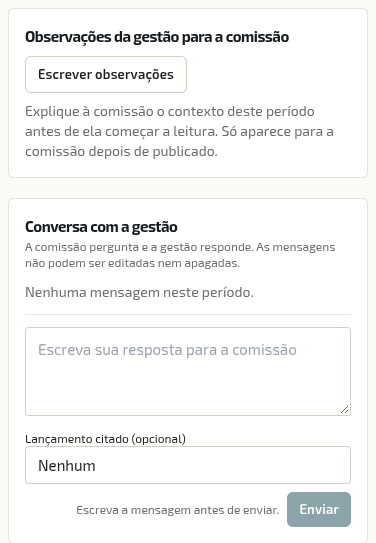 Observações da gestão para a comissão
Escrever observações
Explique à comissão o contexto deste período
antes de ela começar a leitura. Só aparece para a
comissão depois de publicado.
Conversa com a gestão
A comissão pergunta e a gestão responde. As mensagens
não podem ser editadas nem apagadas.
Nenhuma mensagem neste período.
Escreva sua resposta para a comissão
Lançamento citado (opcional)
Nenhum
Escreva a mensagem antes de enviar.
Enviar